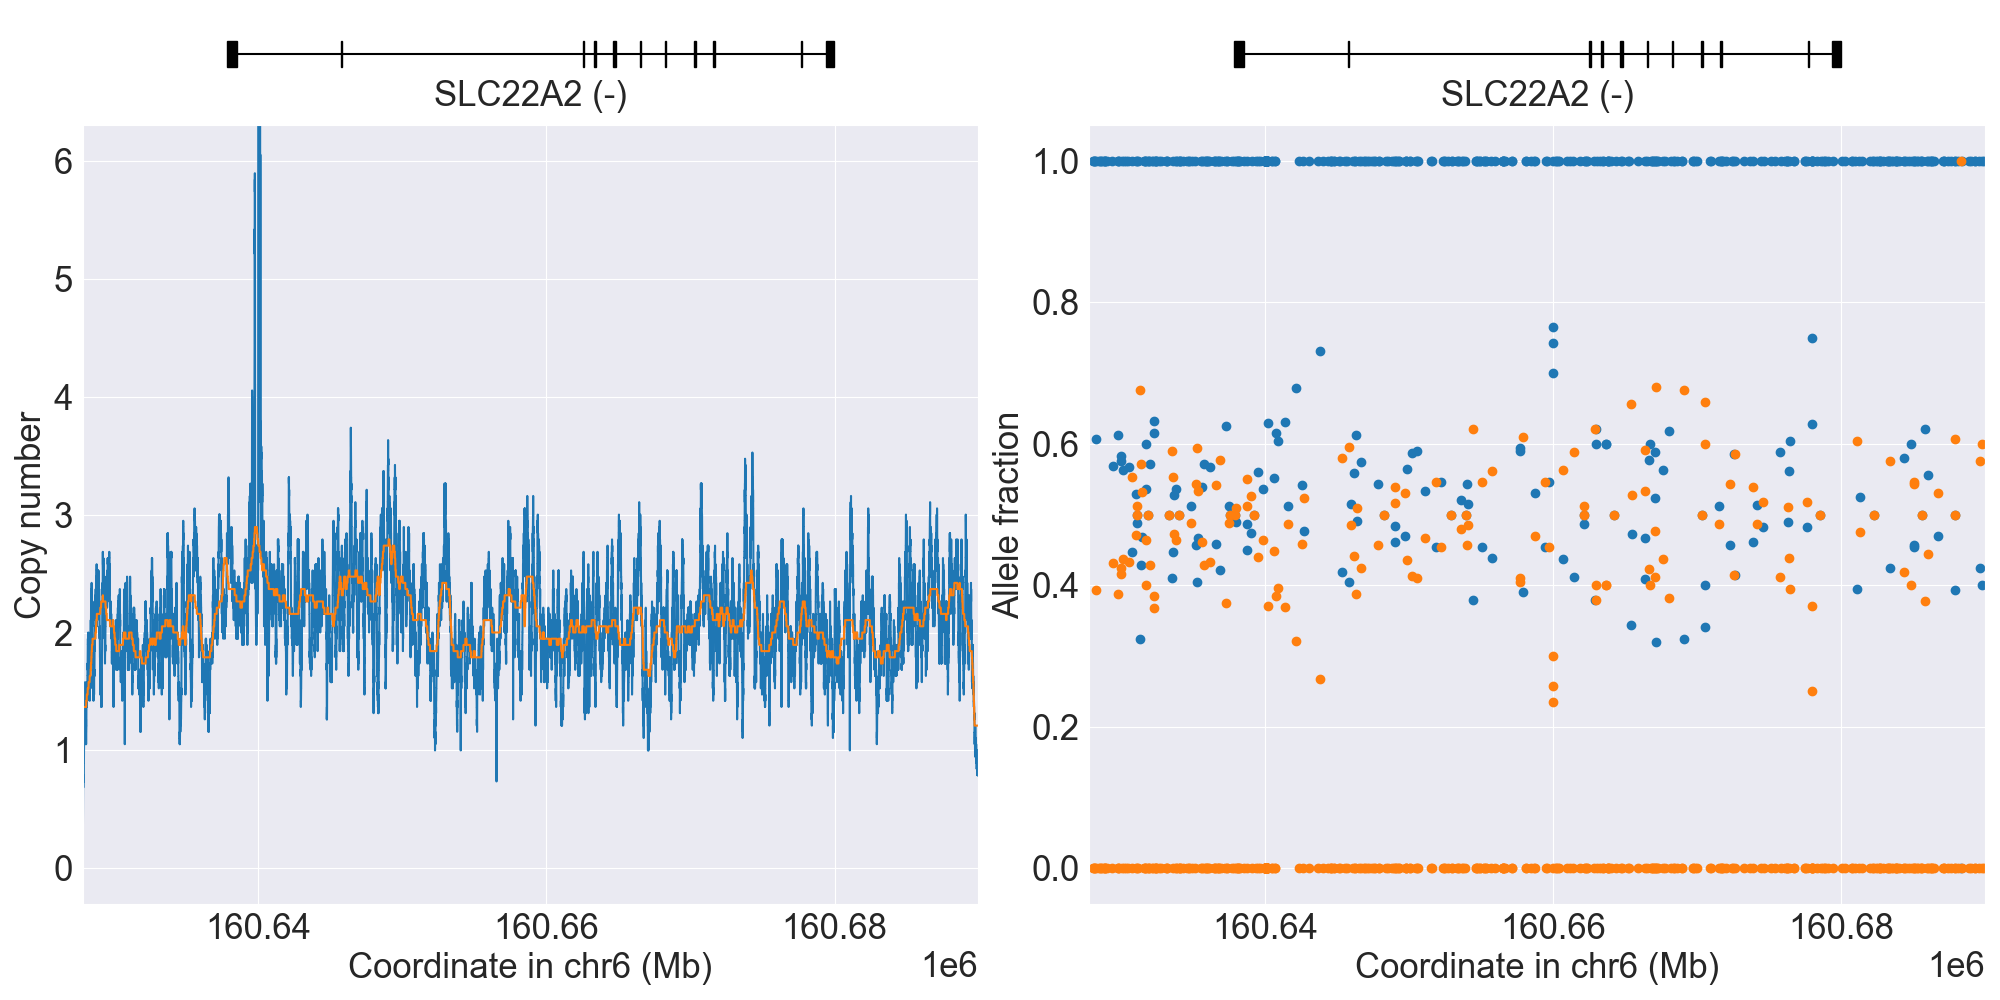 SLC22A2 (-)
6
5
4
3
2
1
0
Copy number
160.64 160.66 160.68
Coordinate in chr6 (Mb) 1e6
SLC22A2 (-)
1.0
0.8
0.6
0.4
0.2
0.0
Allele fraction
160.64 160.66 160.68
Coordinate in chr6 (Mb) 1e6